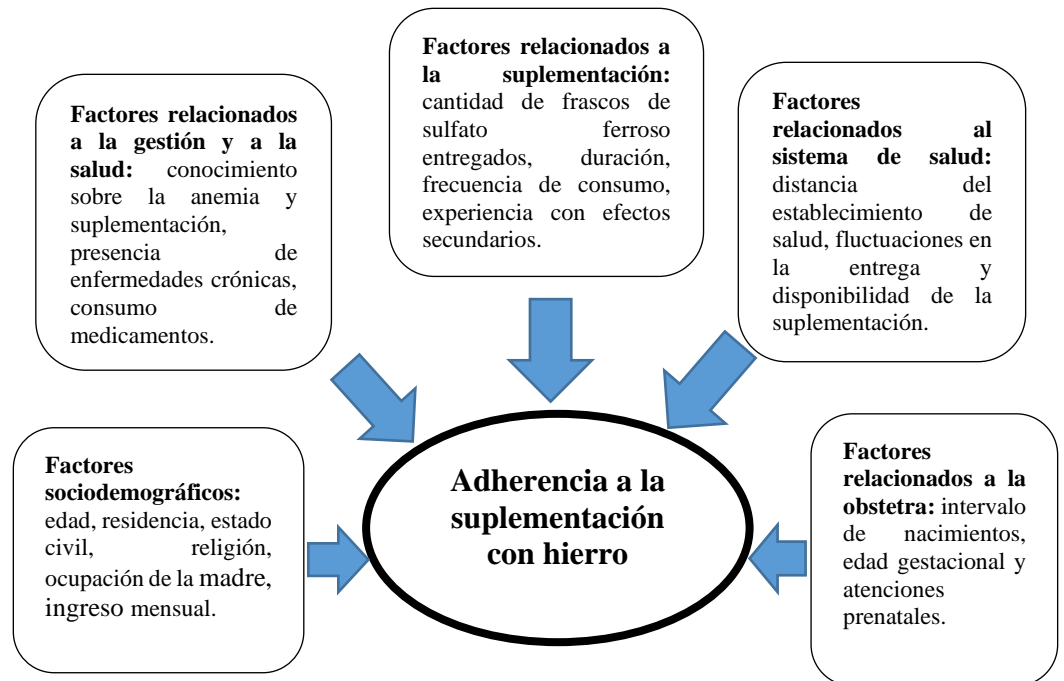 Factores relacionados a
la suplementación:
cantidad de frascos de
sulfato ferroso
entregados, duración,
frecuencia de consumo,
experiencia con efectos
secundarios.
Factores relacionados
a la gestión y a la
salud: conocimiento
sobre la anemia y
suplementación,
presencia de
enfermedades crónicas,
consumo de
medicamentos.
Factores
relacionados al
sistema de salud:
distancia del
establecimiento de
salud, fluctuaciones en
la entrega y
disponibilidad de la
suplementación.
Factores
sociodemográficos:
edad, residencia, estado
civil, religión,
ocupación de la madre,
ingreso mensual.
Adherencia a la
suplementación
con hierro
Factores
relacionados a la
obstetra: intervalo
de nacimientos,
edad gestacional y
atenciones
prenatales.